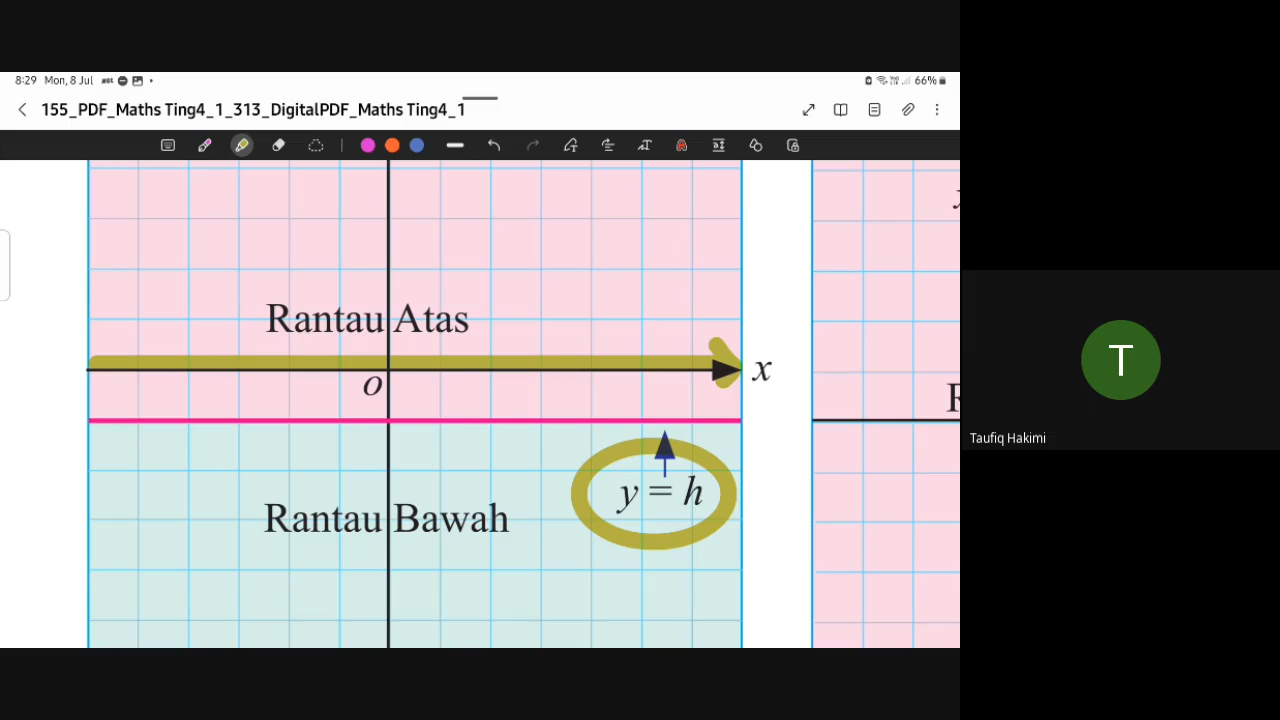 8:29 Mon, 8 Jul
66%
155_PDF_Maths Ting4_1_313_DigitalPDF_Maths Ting4_1
Rantau Atas
x
O
y = h
Rantau Bawah
T
Taufiq Hakimi